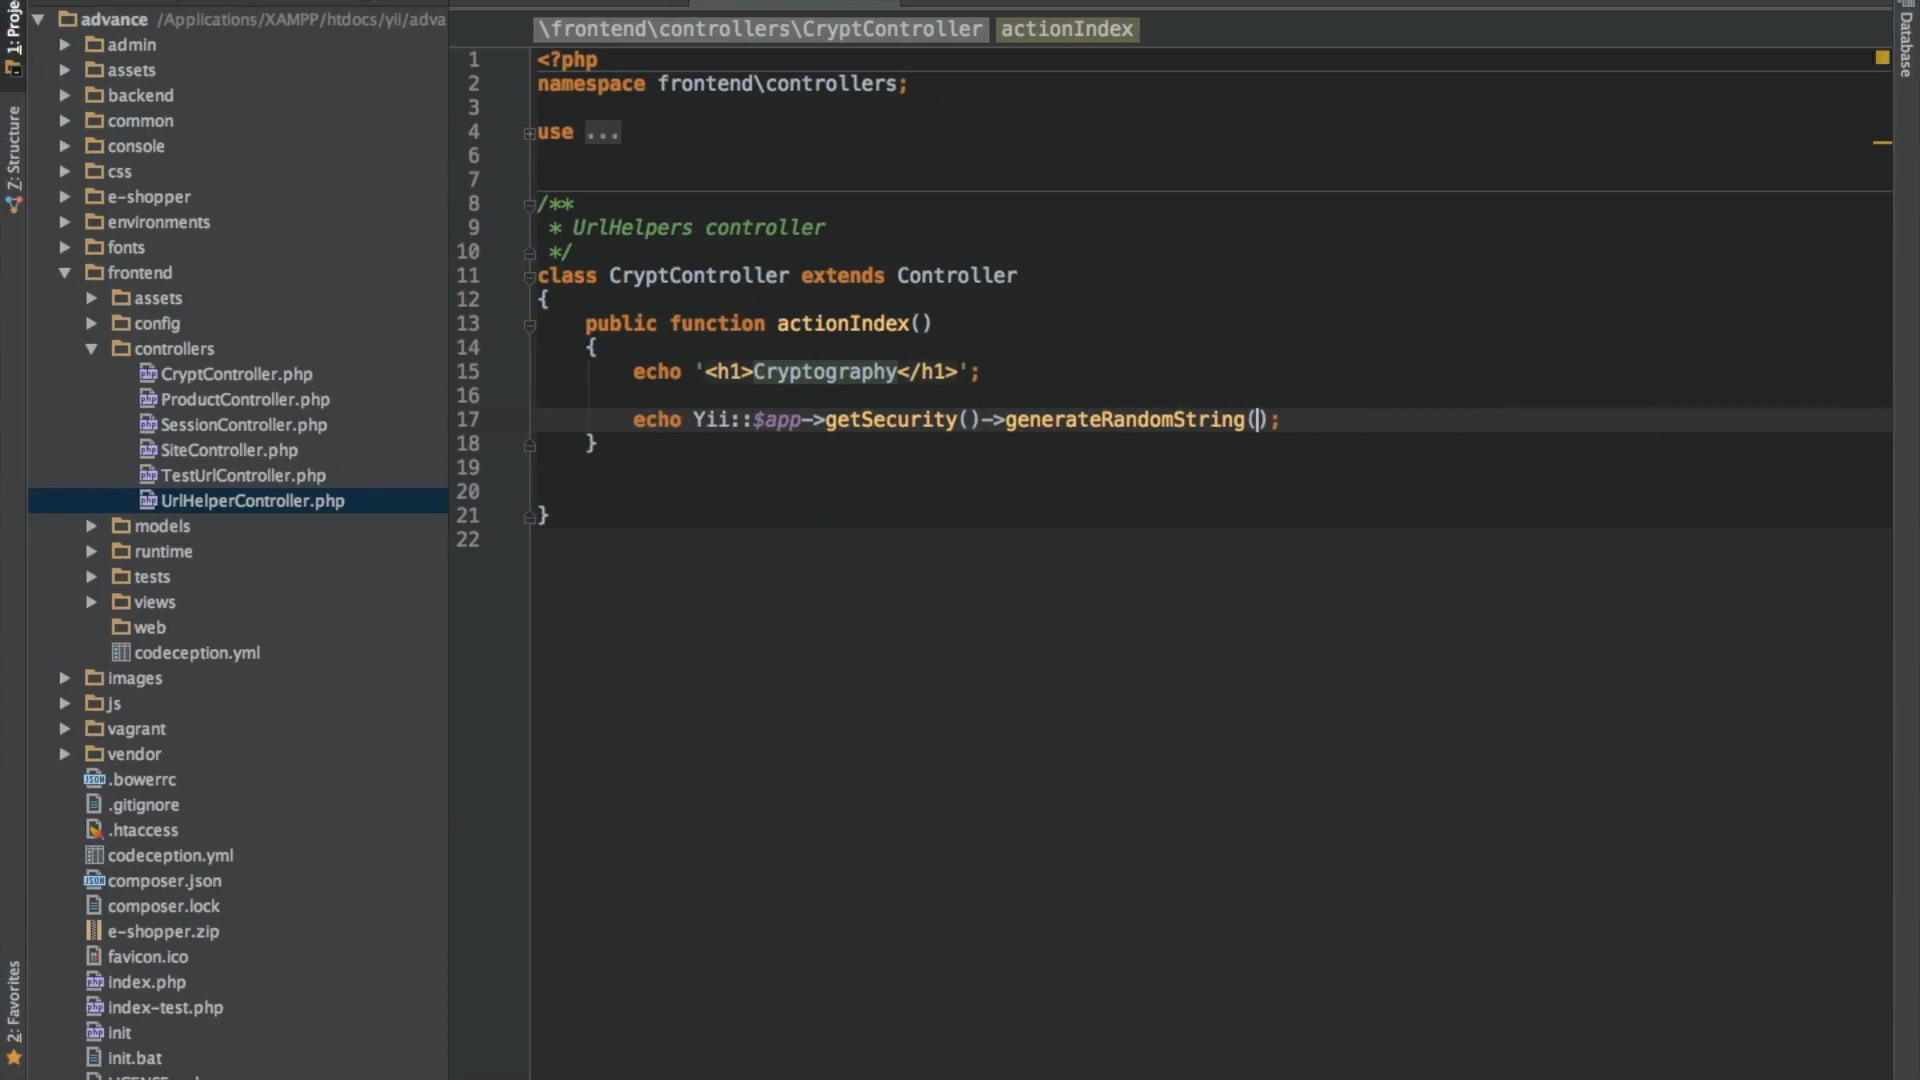 1: Proje
advance /Applications/XAMPP/htdocs/yii/adva
admin
assets
backend
common
console
css
e-shopper
environments
fonts
frontend
assets
config
controllers
CryptController.php
ProductController.php
SessionController.php
SiteController.php
TestUrlController.php
UrlHelperController.php
models
runtime
tests
views
web
codeception.yml
images
js
vagrant
vendor
.bowerrc
.gitignore
.htaccess
codeception.yml
composer.json
composer.lock
e-shopper.zip
favicon.ico
index.php
index-test.php
init
init.bat
Z: Structure
2: Favorites
\frontend\controllers\CryptController actionIndex
1 <?php
2 namespace frontend\controllers;
3
4 use ...
6
7
8 /**
9 * UrlHelpers controller
10 */
11 class CryptController extends Controller
12 {
13 public function actionIndex()
14 {
15 echo '<h1>Cryptography</h1>';
16
17 echo Yii::$app->getSecurity()->generateRandomString();
18 }
19
20
21 }
22
Database